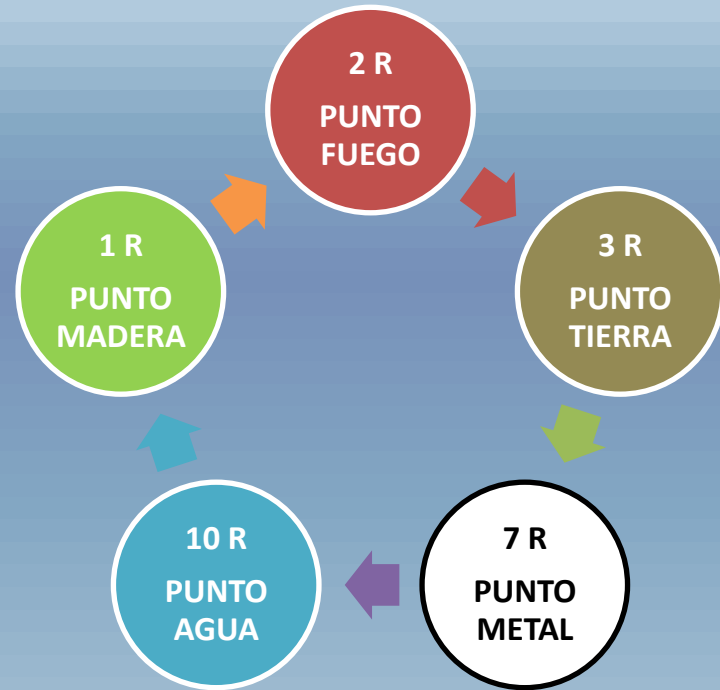 2 R
PUNTO
FUEGO
3 R
PUNTO
TIERRA
7 R
PUNTO
METAL
10 R
PUNTO
AGUA
1 R
PUNTO
MADERA